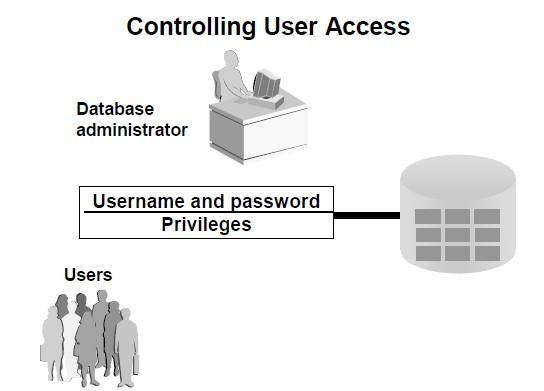 Controlling User Access
Database
administrator
Username and password
Privileges
Users